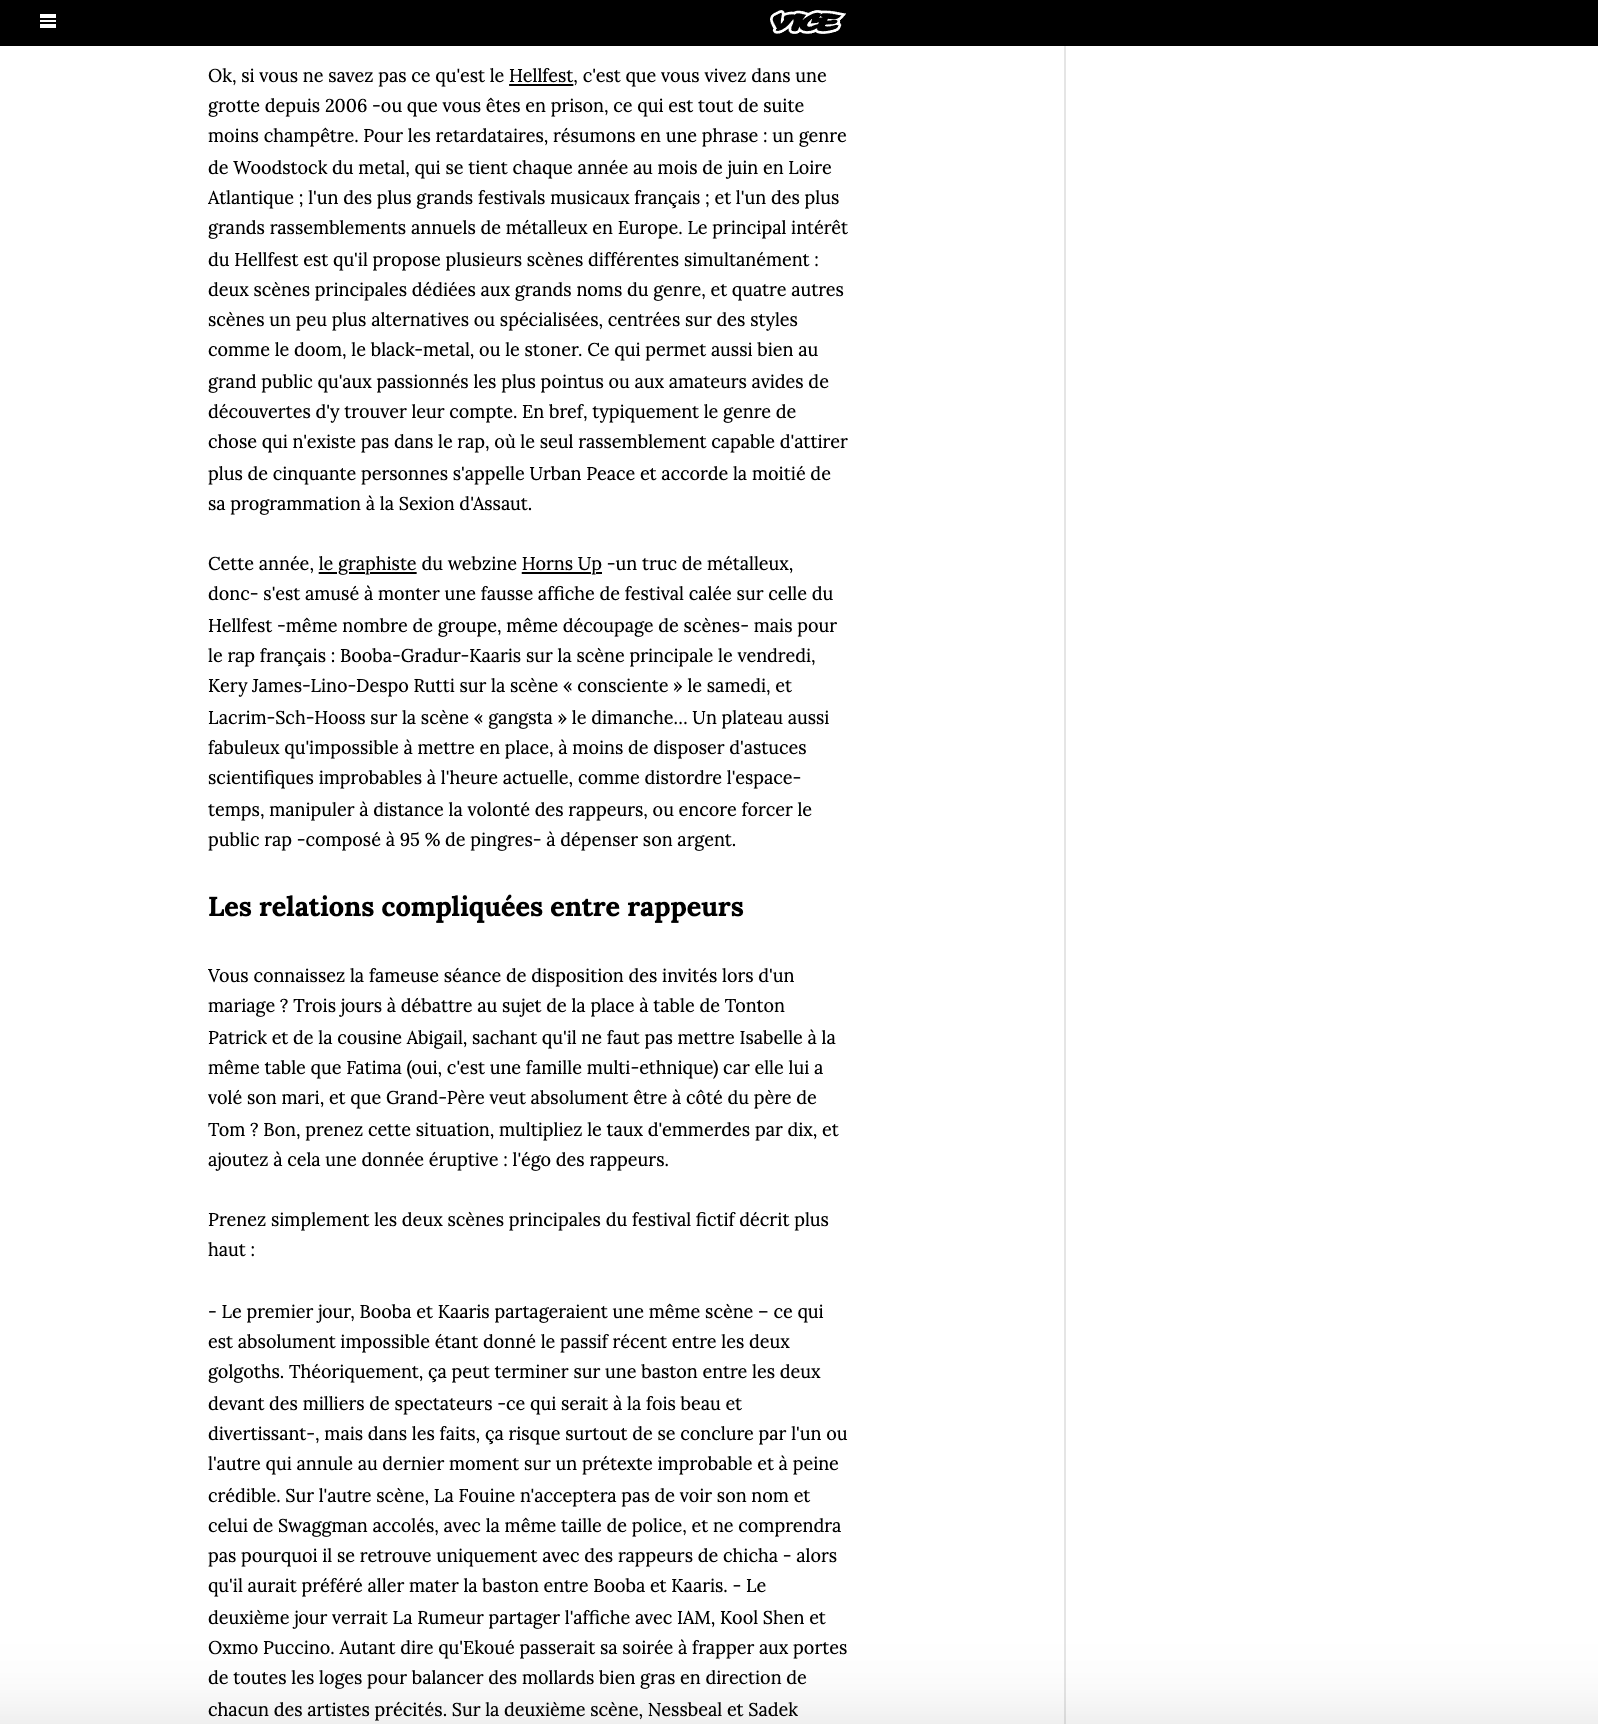 VICE
Ok, si vous ne savez pas ce qu'est le Hellfest, c'est que vous vivez dans une
grotte depuis 2006 -ou que vous êtes en prison, ce qui est tout de suite
moins champêtre. Pour les retardataires, résumons en une phrase : un genre
de Woodstock du metal, qui se tient chaque année au mois de juin en Loire
Atlantique ; l'un des plus grands festivals musicaux français ; et l'un des plus
grands rassemblements annuels de métalleux en Europe. Le principal intérêt
du Hellfest est qu'il propose plusieurs scènes différentes simultanément :
deux scènes principales dédiées aux grands noms du genre, et quatre autres
scènes un peu plus alternatives ou spécialisées, centrées sur des styles
comme le doom, le black-metal, ou le stoner. Ce qui permet aussi bien au
grand public qu'aux passionnés les plus pointus ou aux amateurs avides de
découvertes d'y trouver leur compte. En bref, typiquement le genre de
chose qui n'existe pas dans le rap, où le seul rassemblement capable d'attirer
plus de cinquante personnes s'appelle Urban Peace et accorde la moitié de
sa programmation à la Sexion d'Assaut.
Cette année, le graphiste du webzine Horns Up -un truc de métalleux,
donc- s'est amusé à monter une fausse affiche de festival calée sur celle du
Hellfest -même nombre de groupe, même découpage de scènes- mais pour
le rap français : Booba-Gradur-Kaaris sur la scène principale le vendredi,
Kery James-Lino-Despo Rutti sur la scène « consciente » le samedi, et
Lacrim-Sch-Hooss sur la scène « gangsta » le dimanche… Un plateau aussi
fabuleux qu'impossible à mettre en place, à moins de disposer d'astuces
scientifiques improbables à l'heure actuelle, comme distordre l'espace-
temps, manipuler à distance la volonté des rappeurs, ou encore forcer le
public rap -composé à 95 % de pingres- à dépenser son argent.
Les relations compliquées entre rappeurs
Vous connaissez la fameuse séance de disposition des invités lors d'un
mariage ? Trois jours à débattre au sujet de la place à table de Tonton
Patrick et de la cousine Abigail, sachant qu'il ne faut pas mettre Isabelle à la
même table que Fatima (oui, c'est une famille multi-ethnique) car elle lui a
volé son mari, et que Grand-Père veut absolument être à côté du père de
Tom ? Bon, prenez cette situation, multipliez le taux d'emmerdes par dix, et
ajoutez à cela une donnée éruptive : l'égo des rappeurs.
Prenez simplement les deux scènes principales du festival fictif décrit plus
haut :
- Le premier jour, Booba et Kaaris partageraient une même scène – ce qui
est absolument impossible étant donné le passif récent entre les deux
golgoths. Théoriquement, ça peut terminer sur une baston entre les deux
devant des milliers de spectateurs -ce qui serait à la fois beau et
divertissant-, mais dans les faits, ça risque surtout de se conclure par l'un ou
l'autre qui annule au dernier moment sur un prétexte improbable et à peine
crédible. Sur l'autre scène, La Fouine n'acceptera pas de voir son nom et
celui de Swaggman accolés, avec la même taille de police, et ne comprendra
pas pourquoi il se retrouve uniquement avec des rappeurs de chicha - alors
qu'il aurait préféré aller mater la baston entre Booba et Kaaris. - Le
deuxième jour verrait La Rumeur partager l'affiche avec IAM, Kool Shen et
Oxmo Puccino. Autant dire qu'Ekoué passerait sa soirée à frapper aux portes
de toutes les loges pour balancer des mollards bien gras en direction de
chacun des artistes précités. Sur la deuxième scène, Nessbeal et Sadek